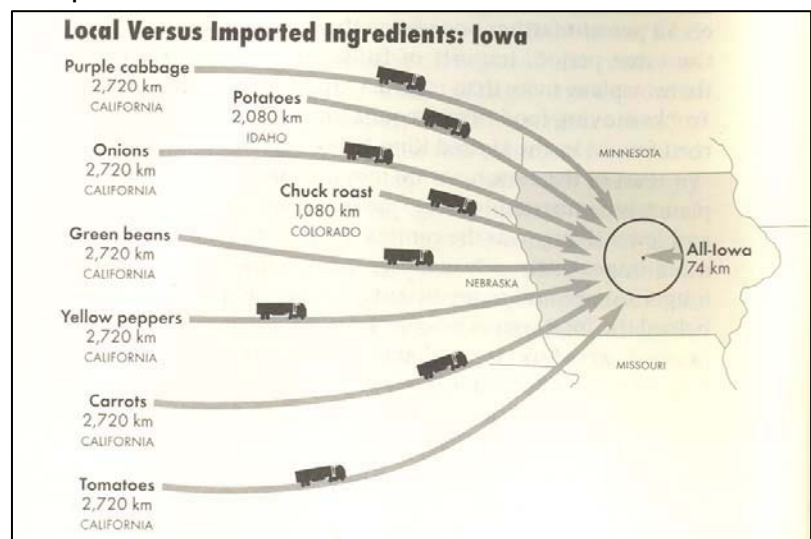 Local Versus Imported Ingredients: Iowa
Purple cabbage
2,720 km
CALIFORNIA
Potatoes
2,080 km
IDAHO
Onions
2,720 km
CALIFORNIA
MINNESOTA
Chuck roast
1,080 km
COLORADO
Green beans
2,720 km
CALIFORNIA
All-Iowa
74 km
NEBRASKA
Yellow peppers
2,720 km
CALIFORNIA
MISSOURI
Carrots
2,720 km
CALIFORNIA
Tomatoes
2,720 km
CALIFORNIA